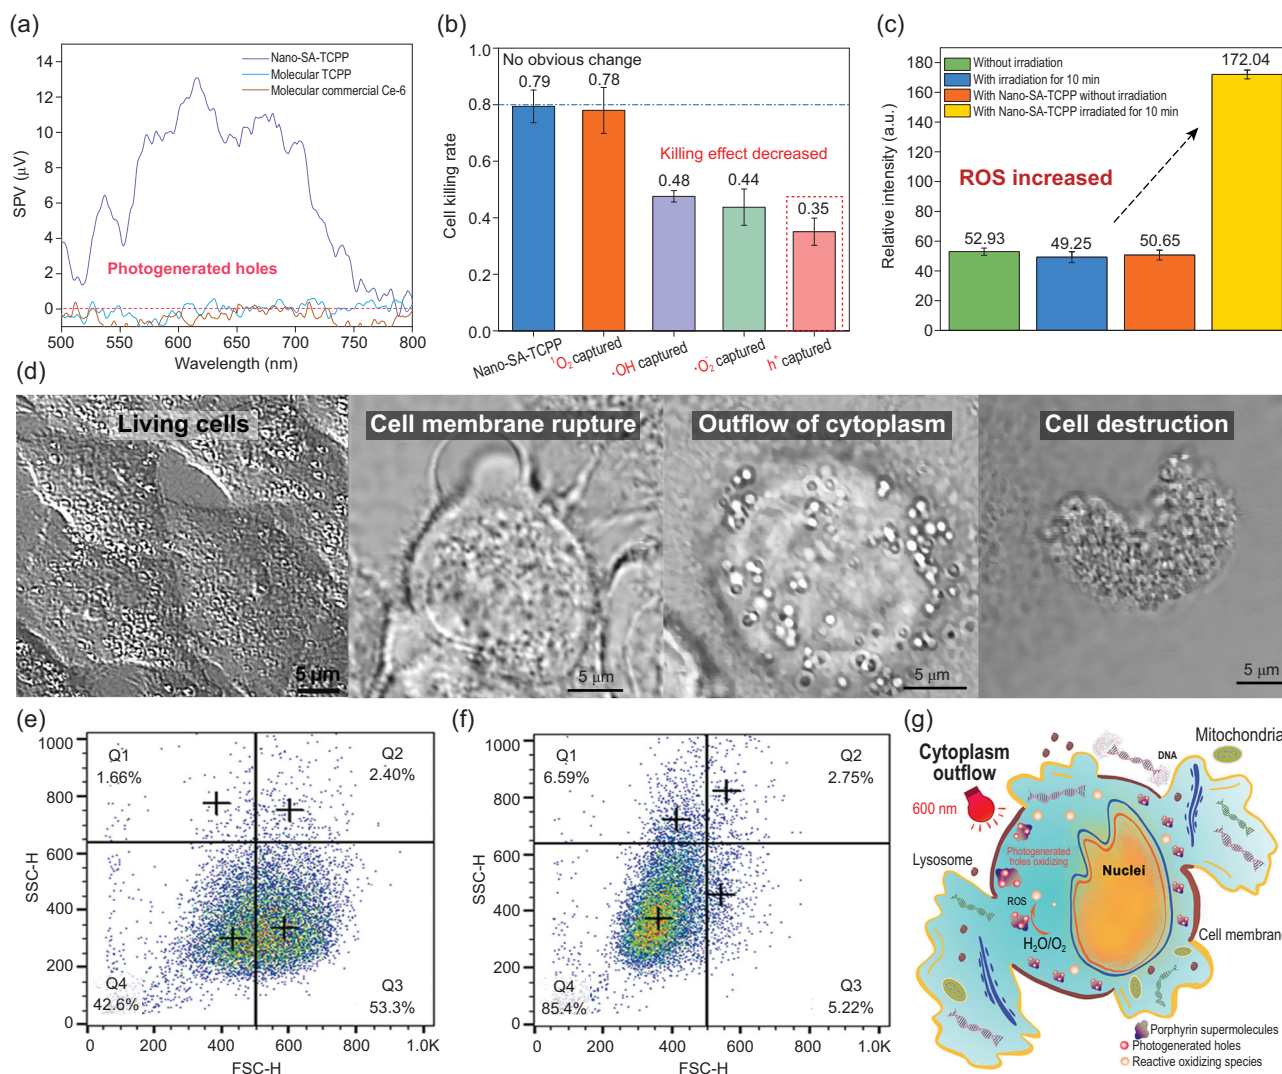 (a)
14
12
10
8
6
4
2
0
SPV (μV)
Nano-SA-TCPP
Molecular TCPP
Molecular commercial Ce-6
Photogenerated holes
500 550 600 650 700 750 800
Wavelength (nm)
(b)
1.0
0.8
0.6
0.4
0.2
0.0
Cell killing rate
No obvious change
0.79 0.78
Killing effect decreased
0.48 0.44 0.35
Nano-SA-TCPP
¹O₂ captured
·OH captured
·O₂⁻ captured
h⁺ captured
(c)
200
180
160
140
120
100
80
60
40
20
0
Relative intensity (a.u.)
Without irradiation
With irradiation for 10 min
With Nano-SA-TCPP without irradiation
With Nano-SA-TCPP irradiated for 10 min
172.04
ROS increased
52.93 49.25 50.65
(d)
Living cells
5 μm
Cell membrane rupture
5 μm
Outflow of cytoplasm
5 μm
Cell destruction
5 μm
(e)
1000
800
600
400
200
0
SSC-H
Q1
1.66%
Q2
2.40%
Q4
42.6%
Q3
53.3%
0 200 400 600 800 1.0K
FSC-H
(f)
1000
800
600
400
200
0
SSC-H
Q1
6.59%
Q2
2.75%
Q4
85.4%
Q3
5.22%
0 200 400 600 800 1.0K
FSC-H
(g)
Cytoplasm
outflow
600 nm
DNA
Mitochondria
Lysosome
Photogenerated
holes oxidizing
Nuclei
ROS
H₂O/O₂
Cell membrane
Porphyrin supermolecules
Photogenerated holes
Reactive oxidizing species